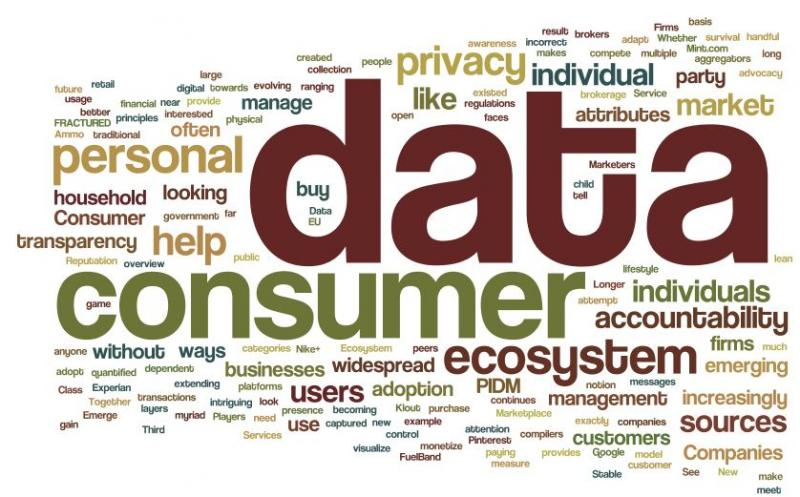 basis
Firms
result brokers adapt Whether survival handful
awareness incorrect Mint.com
makes compete multiple aggregators long
created people privacy
large collection individual party advocacy
future retail digital towards evolving ranging
usage financial near provide manage like existed brokerage Service market
better principles interested regulations attributes
FRACTURED physical open faces
Ammo traditional often
data
personal Marketers
household looking buy child
tell
Consumer government far Data
EU
transparency help
Reputation overview public lean
consumer lifestyle
Longer individuals
game attempt accountability
anyone without ways categories Nike+ Ecosystem peers ecosystem firms much
adopt quantified dependent businesses widespread emerging
Class Experian extending platforms users adoption PIDM notion messages
Together transactions intriguing look continues management increasingly
Emerge layers myriad Players need presence becoming Klout purchase Marketplace sources
gain use captured new example exactly companies
Third Services control attention compilers customers
visualize monetize Pinterest paying provides Google model Companies
FuelBand measure customer
Stable See New make
meet